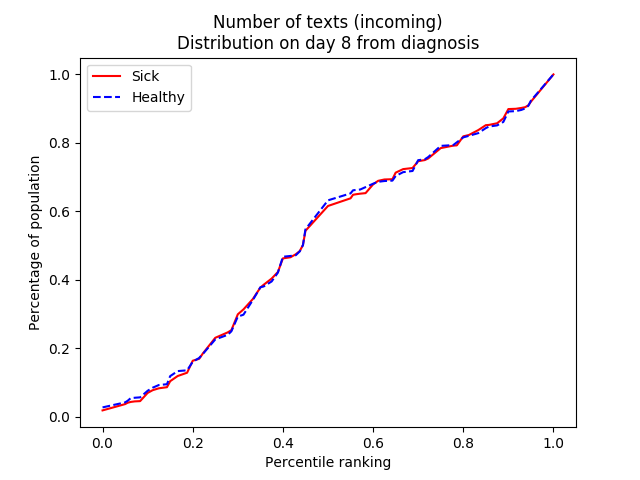 Number of texts (incoming)
Distribution on day 8 from diagnosis
Sick
Healthy
Percentage of population
1.0
0.8
0.6
0.4
0.2
0.0
0.0 0.2 0.4 0.6 0.8 1.0
Percentile ranking